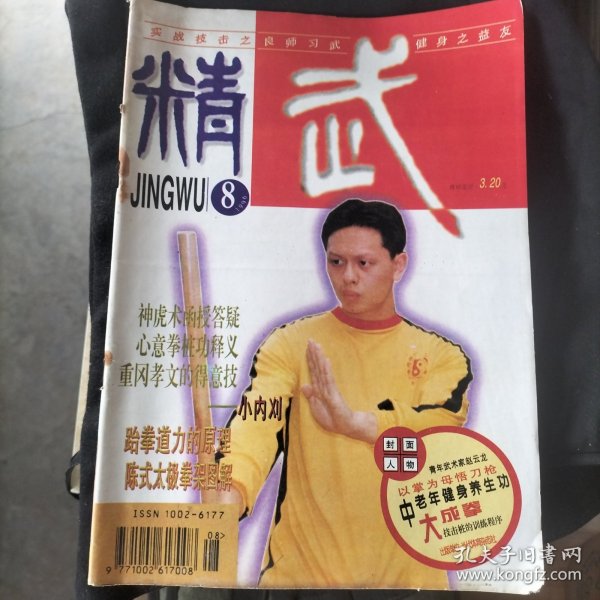 实战技击之良师习武健身之益友
精武
JINGWU 8 1996
3.20
神虎术函授答疑
心意拳桩功释义
重冈孝文的得意技
——小内刈
跆拳道力的原理
陈式太极拳架图解
封面
人物
青年武术家赵云龙
以掌为母悟刀枪
中老年健身养生功
大成拳
技击桩的训练程序
ISSN 1002-6177
08>
9 771002 617008
孔夫子旧书网
www.kongfz.com